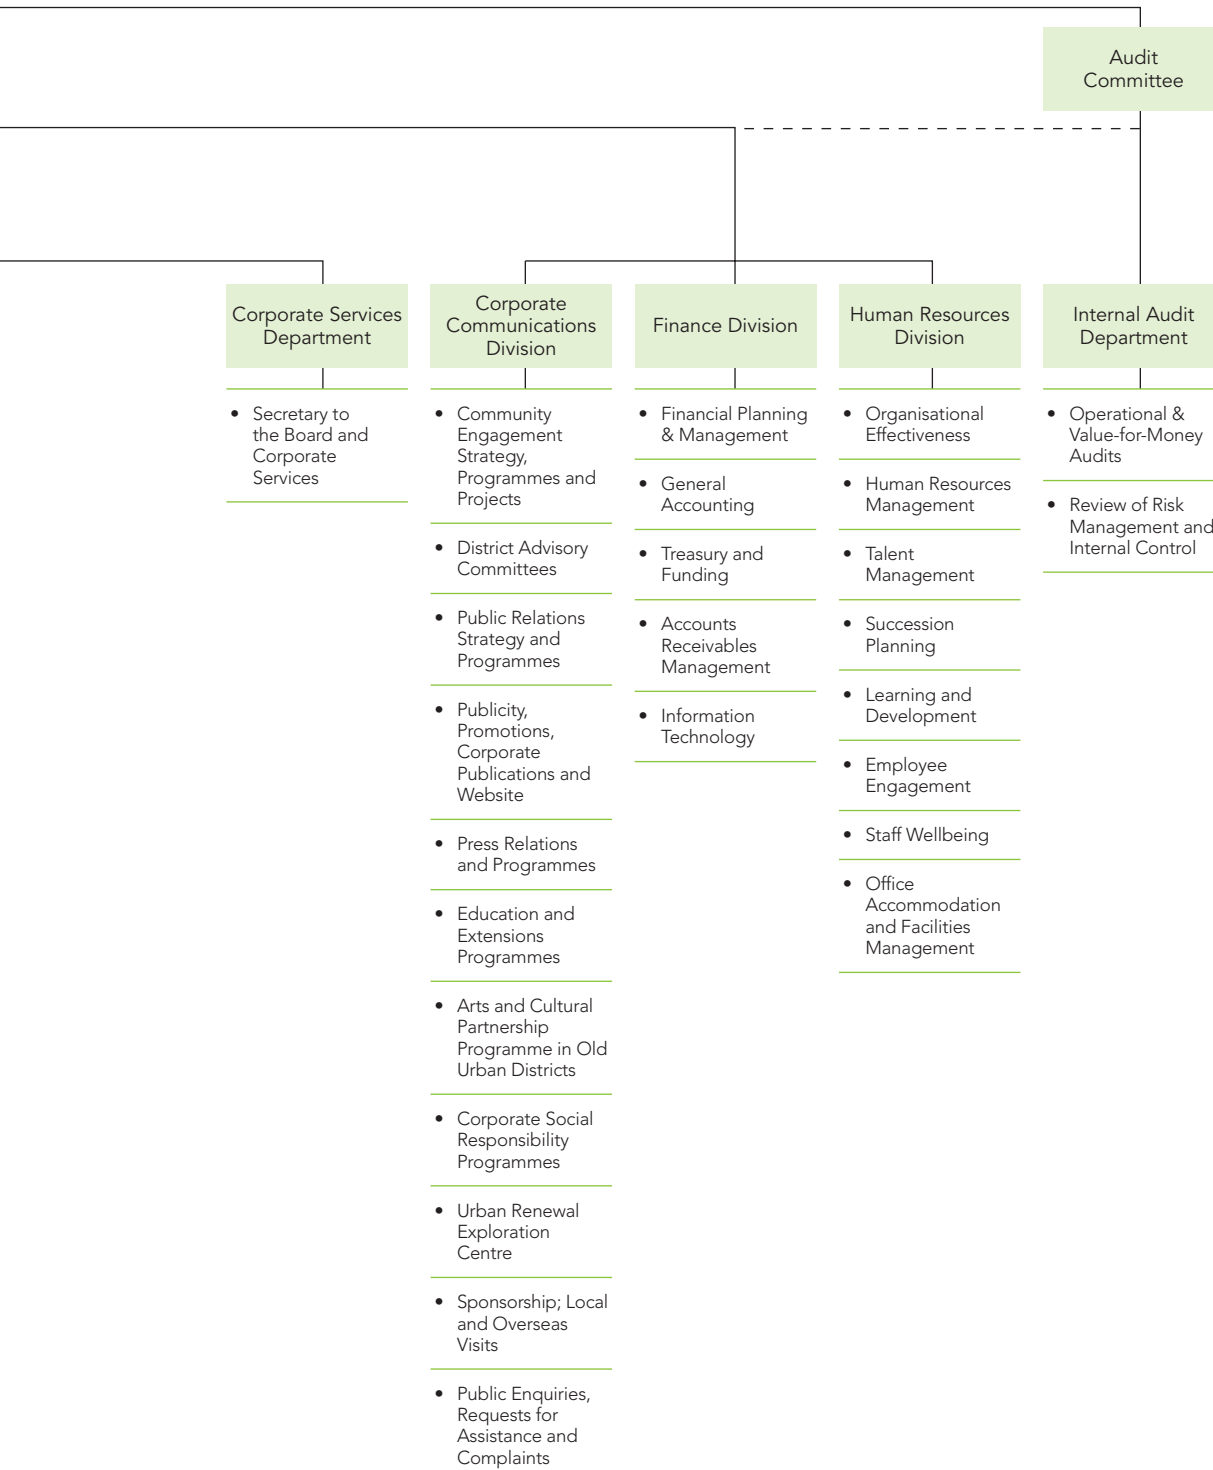 Audit
Committee
Corporate Services
Department
• Secretary to
the Board and
Corporate
Services
Corporate
Communications
Division
• Community
Engagement
Strategy,
Programmes and
Projects
• District Advisory
Committees
• Public Relations
Strategy and
Programmes
• Publicity,
Promotions,
Corporate
Publications and
Website
• Press Relations
and Programmes
• Education and
Extensions
Programmes
• Arts and Cultural
Partnership
Programme in Old
Urban Districts
• Corporate Social
Responsibility
Programmes
• Urban Renewal
Exploration
Centre
• Sponsorship; Local
and Overseas
Visits
• Public Enquiries,
Requests for
Assistance and
Complaints
Finance Division
• Financial Planning
& Management
• General
Accounting
• Treasury and
Funding
• Accounts
Receivables
Management
• Information
Technology
Human Resources
Division
• Organisational
Effectiveness
• Human Resources
Management
• Talent
Management
• Succession
Planning
• Learning and
Development
• Employee
Engagement
• Staff Wellbeing
• Office
Accommodation
and Facilities
Management
Internal Audit
Department
• Operational &
Value-for-Money
Audits
• Review of Risk
Management and
Internal Control